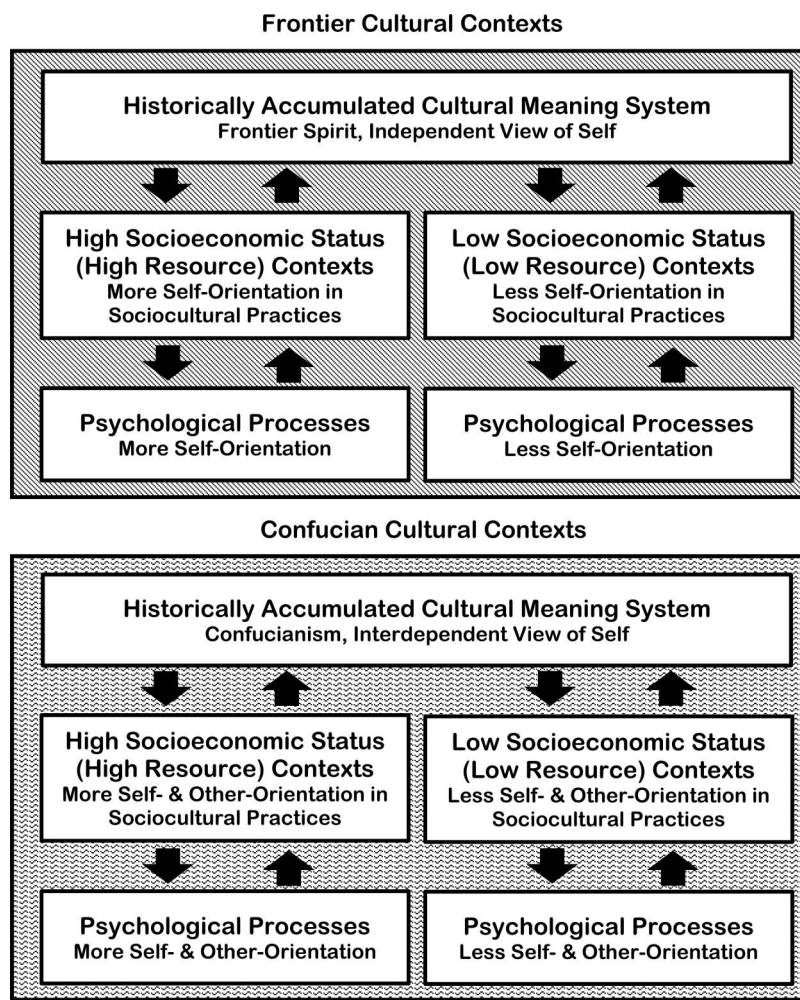 Frontier Cultural Contexts
Historically Accumulated Cultural Meaning System
Frontier Spirit, Independent View of Self
High Socioeconomic Status
(High Resource) Contexts
More Self-Orientation in
Sociocultural Practices
Low Socioeconomic Status
(Low Resource) Contexts
Less Self-Orientation in
Sociocultural Practices
Psychological Processes
More Self-Orientation
Psychological Processes
Less Self-Orientation
Confucian Cultural Contexts
Historically Accumulated Cultural Meaning System
Confucianism, Interdependent View of Self
High Socioeconomic Status
(High Resource) Contexts
More Self- & Other-Orientation in
Sociocultural Practices
Low Socioeconomic Status
(Low Resource) Contexts
Less Self- & Other-Orientation in
Sociocultural Practices
Psychological Processes
More Self- & Other-Orientation
Psychological Processes
Less Self- & Other-Orientation